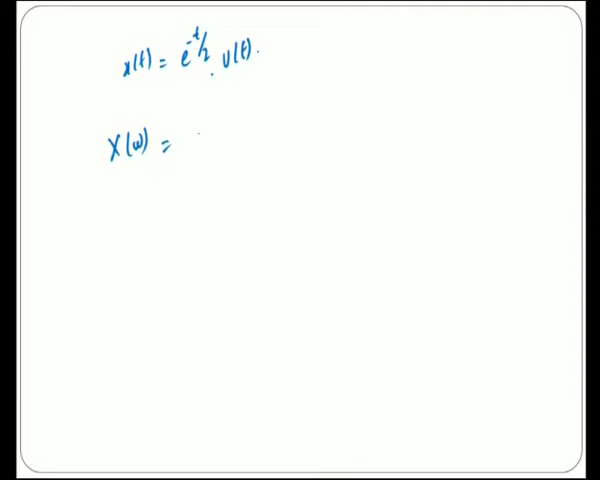 x(t) = e^{-t/2} . u(t).
X(ω) =